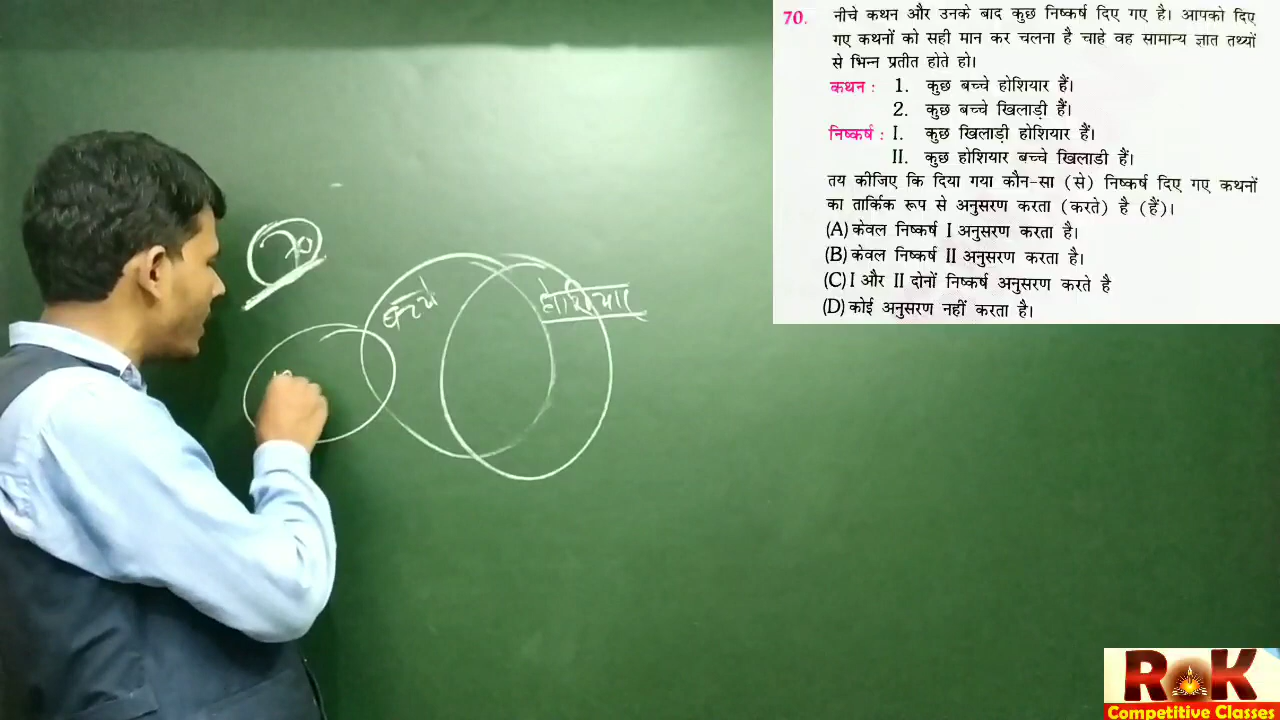 70. नीचे कथन और उनके बाद कुछ निष्कर्ष दिए गए है। आपको दिए
गए कथनों को सही मान कर चलना है चाहे वह सामान्य ज्ञात तथ्यों
से भिन्न प्रतीत होते हो।
कथन : 1. कुछ बच्चे होशियार हैं।
2. कुछ बच्चे खिलाड़ी हैं।
निष्कर्ष : I. कुछ खिलाड़ी होशियार हैं।
II. कुछ होशियार बच्चे खिलाडी हैं।
तय कीजिए कि दिया गया कौन-सा (से) निष्कर्ष दिए गए कथनों
का तार्किक रूप से अनुसरण करता (करते) है (हैं)।
(A) केवल निष्कर्ष I अनुसरण करता है।
(B) केवल निष्कर्ष II अनुसरण करता है।
(C) I और II दोनों निष्कर्ष अनुसरण करते है
(D) कोई अनुसरण नहीं करता है।
70
बच्चे
होशियार
RK
Competitive Classes